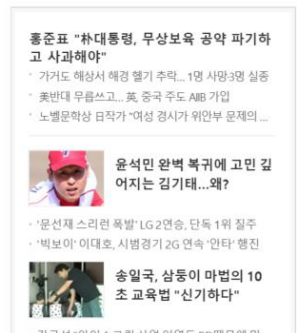 홍준표 "朴대통령, 무상보육 공약 파기하
고 사과해야"
가거도 해상서 해경 헬기 추락... 1명 사망·3명 실종
美반대 무릅쓰고... 英, 중국 주도 AIIB 가입
노벨문학상 日작가 "여성 경시가 위안부 문제의 ...
윤석민 완벽 복귀에 고민 깊
어지는 김기태...왜?
'문선재 스리런 폭발' LG 2연승, 단독 1위 질주
'빅보이' 이대호, 시범경기 2G 연속 '안타' 행진
송일국, 삼둥이 마법의 10
초 교육법 "신기하다"